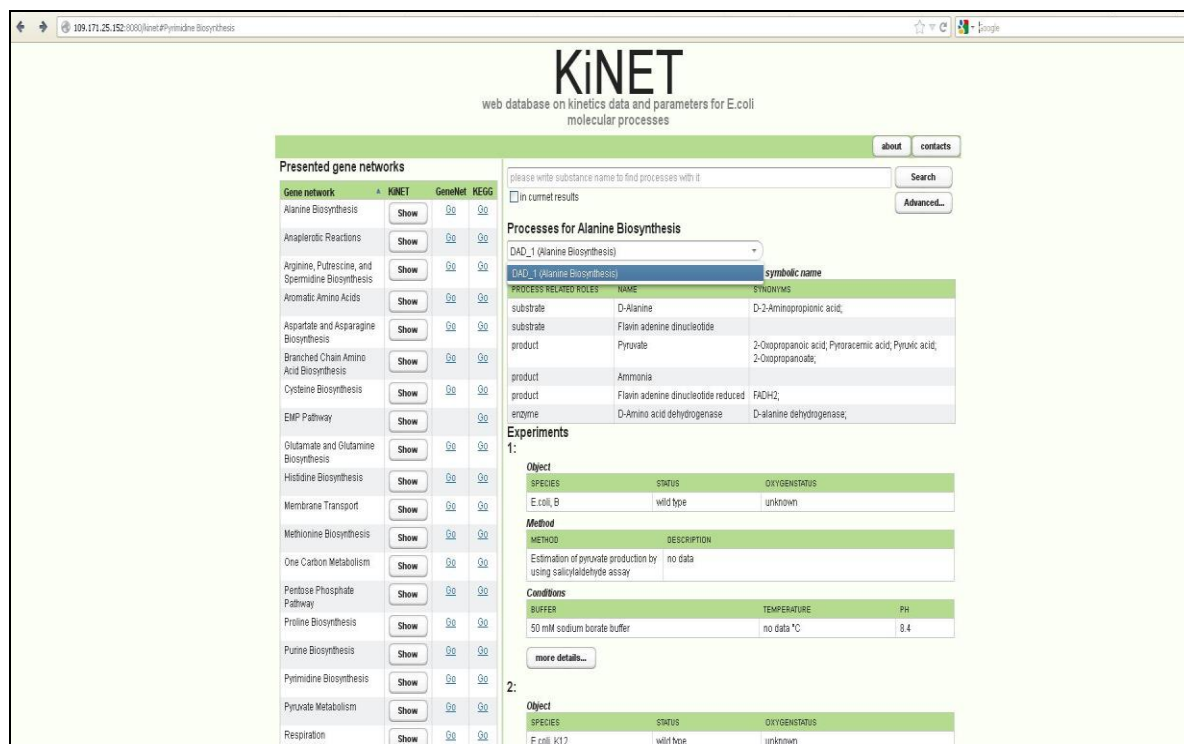 109.171.25.152:8080/kinet#Pyrimidine Biosynthesis
Google
KiNET
web database on kinetics data and parameters for E.coli
molecular processes
about contacts
Presented gene networks
Gene network KiNET GeneNet KEGG
Alanine Biosynthesis Show Go Go
Anaplerotic Reactions Show Go Go
Arginine, Putrescine, and
Spermidine Biosynthesis Show Go Go
Aromatic Amino Acids Show Go Go
Aspartate and Asparagine
Biosynthesis Show Go Go
Branched Chain Amino
Acid Biosynthesis Show Go Go
Cysteine Biosynthesis Show Go Go
EMP Pathway Show Go
Glutamate and Glutamine
Biosynthesis Show Go Go
Histidine Biosynthesis Show Go Go
Membrane Transport Show Go Go
Methionine Biosynthesis Show Go Go
One Carbon Metabolism Show Go Go
Pentose Phosphate
Pathway Show Go Go
Proline Biosynthesis Show Go Go
Purine Biosynthesis Show Go Go
Pyrimidine Biosynthesis Show Go Go
Pyruvate Metabolism Show Go Go
Respiration Show Go Go
please write substance name to find processes with it Search
in currnet results Advanced...
Processes for Alanine Biosynthesis
DAD_1 (Alanine Biosynthesis)
DAD_1 (Alanine Biosynthesis)
symbolic name
PROCESS RELATED ROLES NAME SYNONYMS
substrate D-Alanine D-2-Aminopropionic acid;
substrate Flavin adenine dinucleotide
product Pyruvate 2-Oxopropanoic acid; Pyroracemic acid; Pyruvic acid;
2-Oxopropanoate;
product Ammonia
product Flavin adenine dinucleotide reduced FADH2;
enzyme D-Amino acid dehydrogenase D-alanine dehydrogenase;
Experiments
1:
Object
SPECIES STATUS OXYGENSTATUS
E.coli, B wild type unknown
Method
METHOD DESCRIPTION
Estimation of pyruvate production by no data
using salicylaldehyde assay
Conditions
BUFFER TEMPERATURE PH
50 mM sodium borate buffer no data °C 8.4
more details...
2:
Object
SPECIES STATUS OXYGENSTATUS
E.coli, K12 wild type unknown